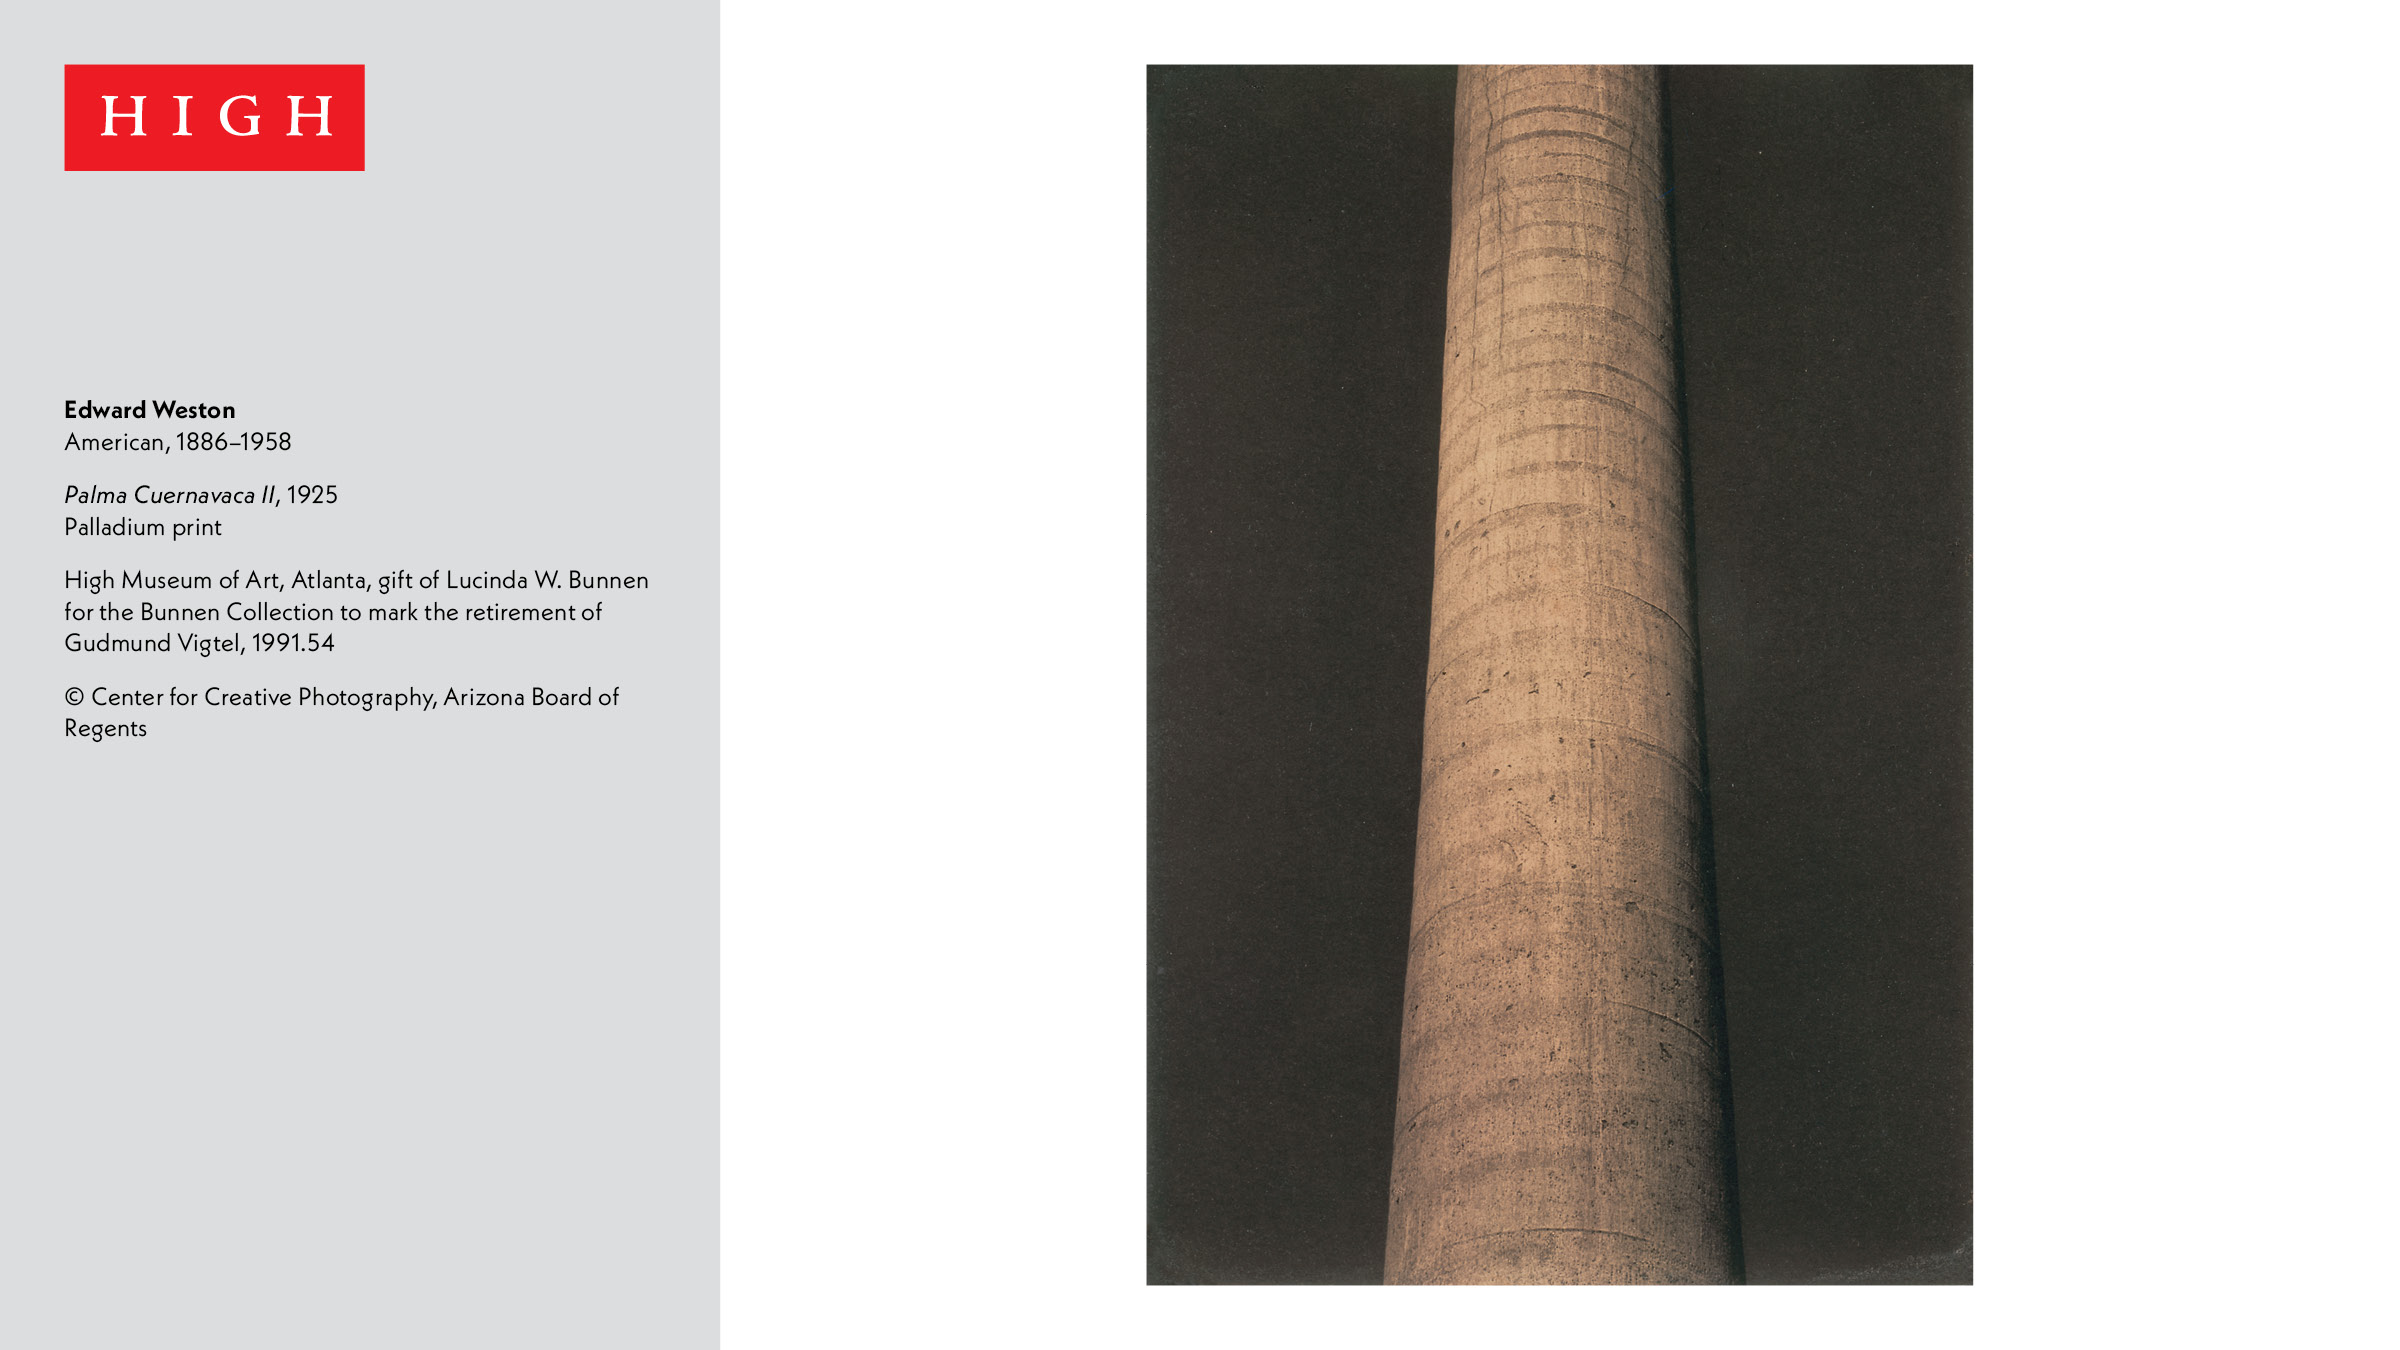 HIGH
Edward Weston
American, 1886–1958
Palma Cuernavaca II, 1925
Palladium print
High Museum of Art, Atlanta, gift of Lucinda W. Bunnen
for the Bunnen Collection to mark the retirement of
Gudmund Vigtel, 1991.54
© Center for Creative Photography, Arizona Board of
Regents